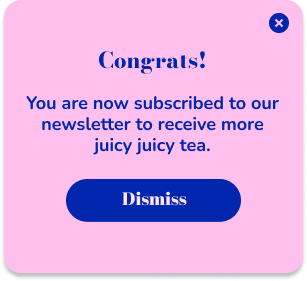 Congrats!
You are now subscribed to our
newsletter to receive more
juicy juicy tea.
Dismiss